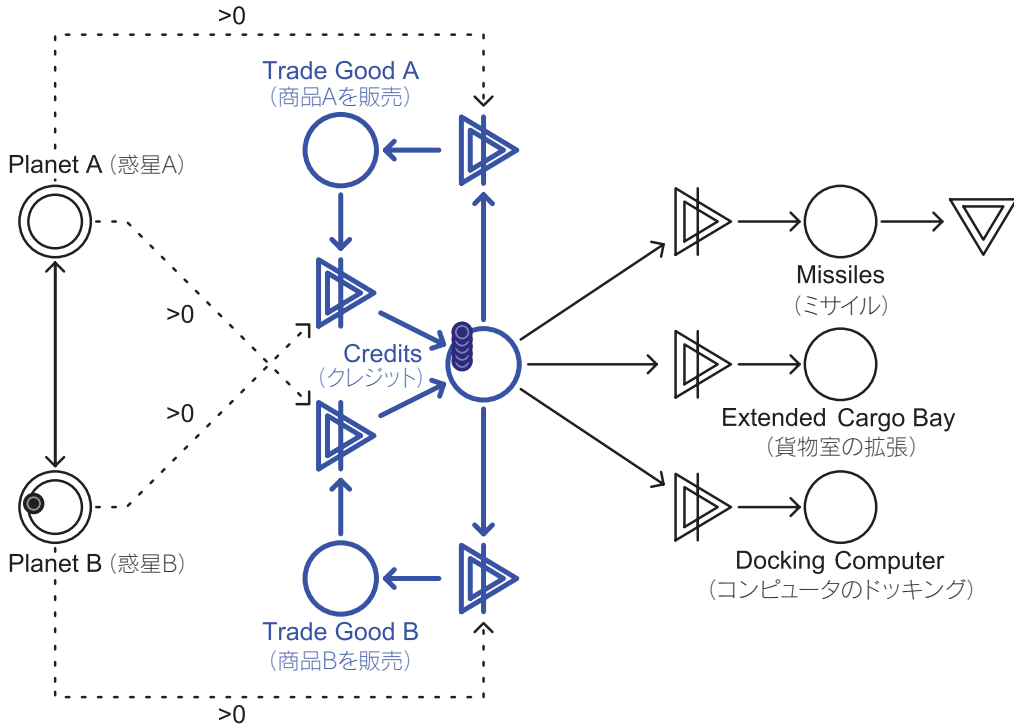 >0
Trade Good A
(商品Aを販売)
Planet A (惑星A)
Missiles
(ミサイル)
>0
Credits
(クレジット)
>0
Extended Cargo Bay
(貨物室の拡張)
Planet B (惑星B)
Docking Computer
(コンピュータのドッキング)
Trade Good B
(商品Bを販売)
>0